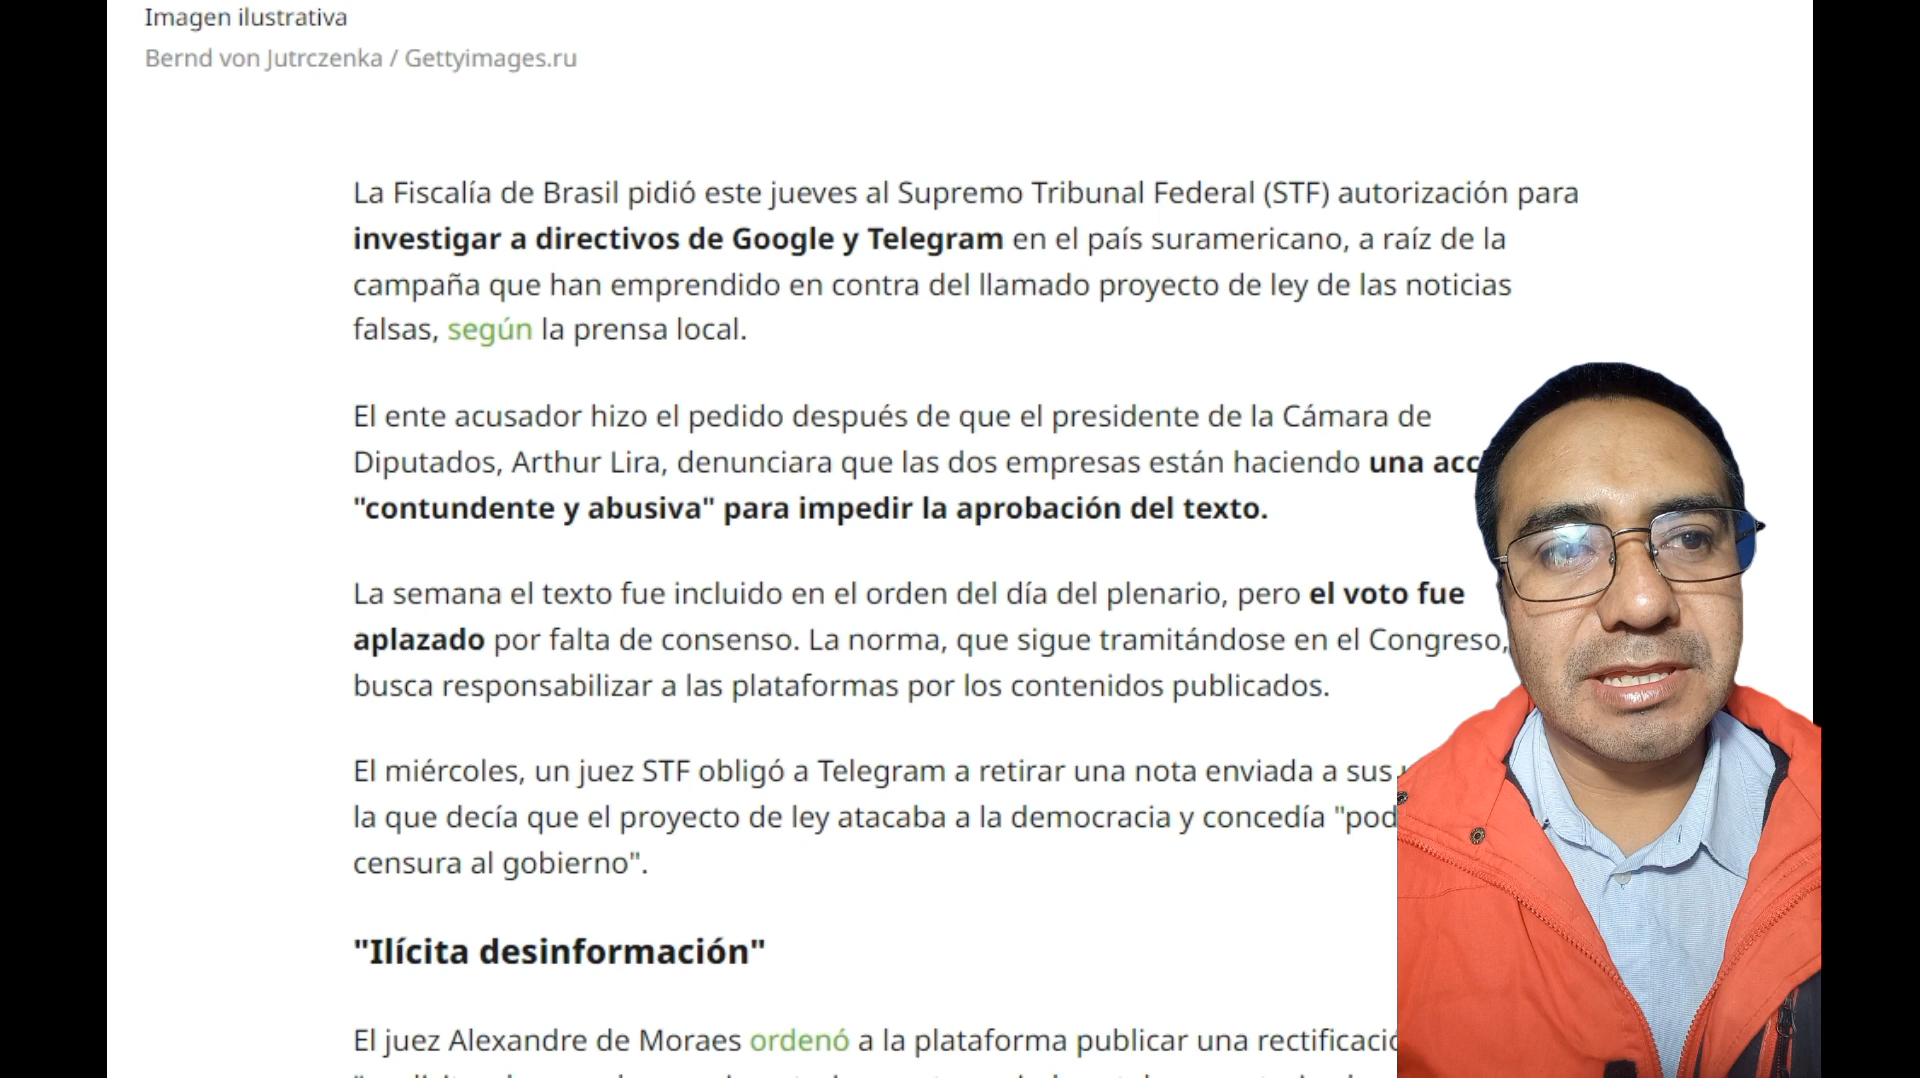 Imagen ilustrativa
Bernd von Jutrczenka / Gettyimages.ru
La Fiscalía de Brasil pidió este jueves al Supremo Tribunal Federal (STF) autorización para
investigar a directivos de Google y Telegram en el país suramericano, a raíz de la
campaña que han emprendido en contra del llamado proyecto de ley de las noticias
falsas, según la prensa local.
El ente acusador hizo el pedido después de que el presidente de la Cámara de
Diputados, Arthur Lira, denunciara que las dos empresas están haciendo una
"contundente y abusiva" para impedir la aprobación del texto.
La semana el texto fue incluido en el orden del día del plenario, pero el voto fue
aplazado por falta de consenso. La norma, que sigue tramitándose en el Congreso,
busca responsabilizar a las plataformas por los contenidos publicados.
El miércoles, un juez STF obligó a Telegram a retirar una nota enviada a sus
la que decía que el proyecto de ley atacaba a la democracia y concedía
censura al gobierno".
"Ilícita desinformación"
El juez Alexandre de Moraes ordenó a la plataforma publicar una